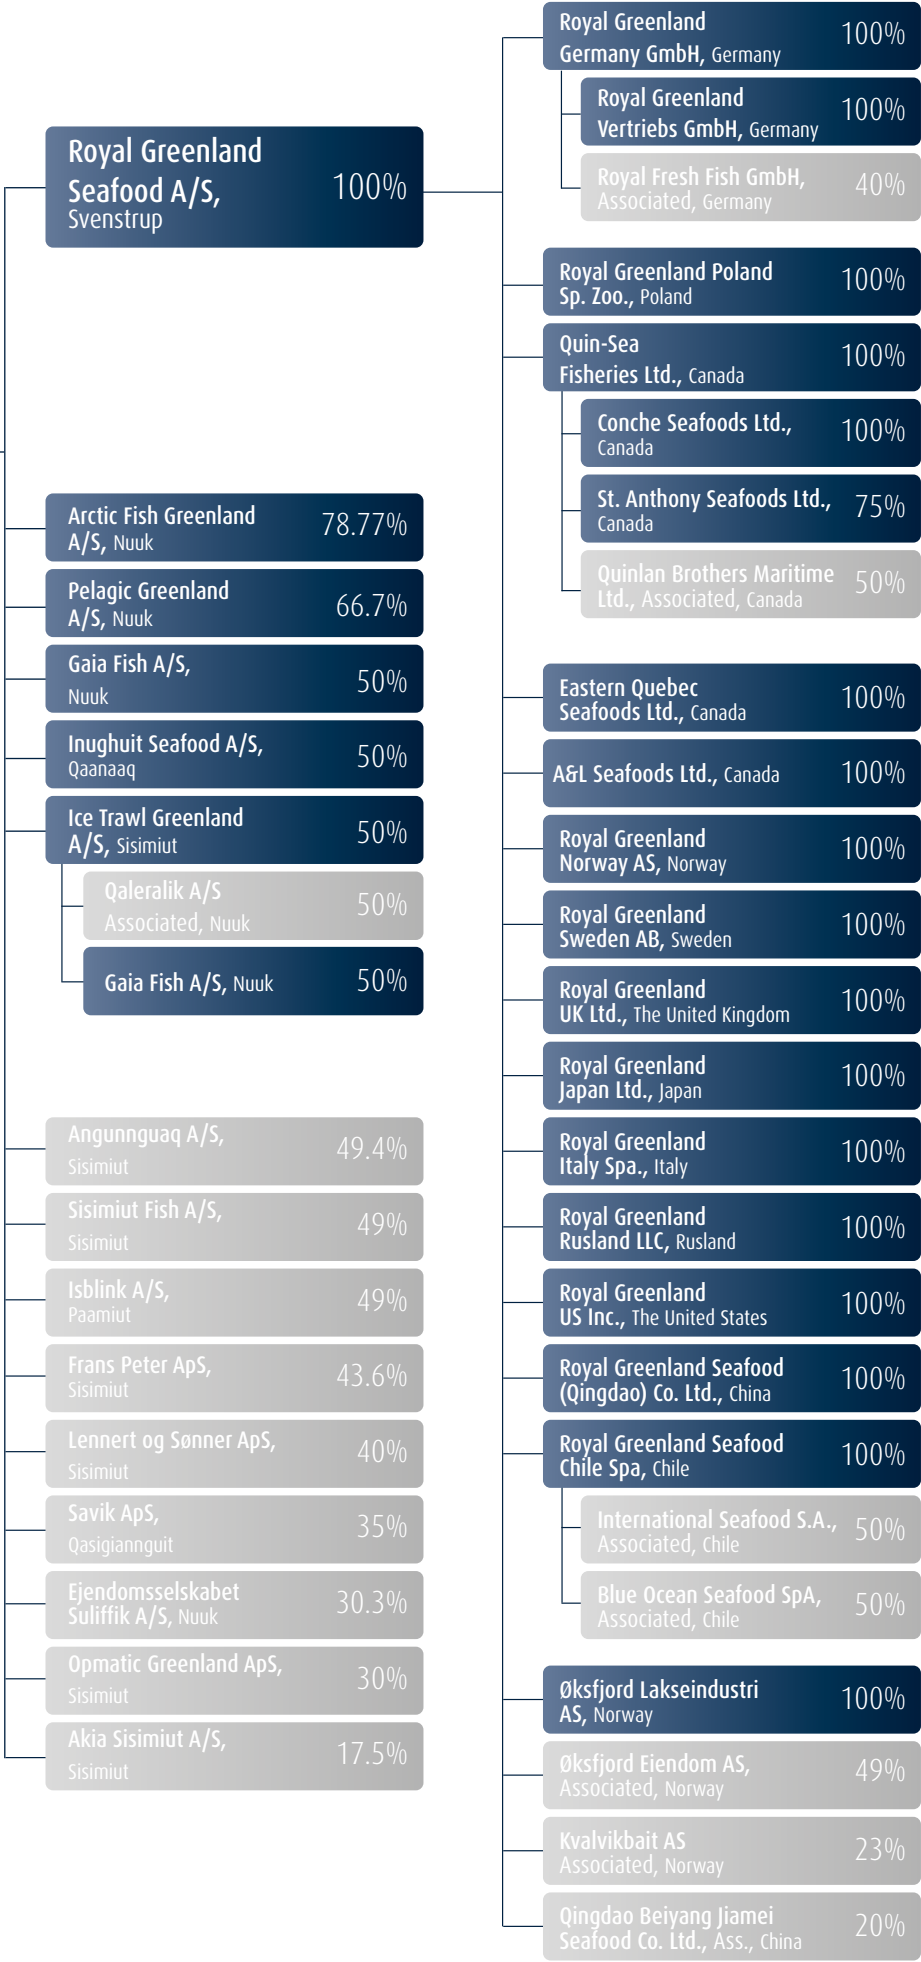 Royal Greenland
Seafood A/S,
Svenstrup
100%
Arctic Fish Greenland
A/S, Nuuk
78.77%
Pelagic Greenland
A/S, Nuuk
66.7%
Gaia Fish A/S,
Nuuk
50%
Inughuit Seafood A/S,
Qaanaaq
50%
Ice Trawl Greenland
A/S, Sisimiut
50%
Qaleralik A/S
Associated, Nuuk
50%
Gaia Fish A/S, Nuuk
50%
Angunnguaq A/S,
Sisimiut
49.4%
Sisimiut Fish A/S,
Sisimiut
49%
Isblink A/S,
Paamiut
49%
Frans Peter ApS,
Sisimiut
43.6%
Lennert og Sønner ApS,
Sisimiut
40%
Savik ApS,
Qasigiannguit
35%
Ejendomsselskabet
Suliffik A/S, Nuuk
30.3%
Opmatic Greenland ApS,
Sisimiut
30%
Akia Sisimiut A/S,
Sisimiut
17.5%
Royal Greenland
Germany GmbH, Germany
100%
Royal Greenland
Vertriebs GmbH, Germany
100%
Royal Fresh Fish GmbH,
Associated, Germany
40%
Royal Greenland Poland
Sp. Zoo., Poland
100%
Quin-Sea
Fisheries Ltd., Canada
100%
Conche Seafoods Ltd.,
Canada
100%
St. Anthony Seafoods Ltd.,
Canada
75%
Quinlan Brothers Maritime
Ltd., Associated, Canada
50%
Eastern Quebec
Seafoods Ltd., Canada
100%
A&L Seafoods Ltd., Canada
100%
Royal Greenland
Norway AS, Norway
100%
Royal Greenland
Sweden AB, Sweden
100%
Royal Greenland
UK Ltd., The United Kingdom
100%
Royal Greenland
Japan Ltd., Japan
100%
Royal Greenland
Italy Spa., Italy
100%
Royal Greenland
Rusland LLC, Rusland
100%
Royal Greenland
US Inc., The United States
100%
Royal Greenland Seafood
(Qingdao) Co. Ltd., China
100%
Royal Greenland Seafood
Chile Spa, Chile
100%
International Seafood S.A.,
Associated, Chile
50%
Blue Ocean Seafood SpA,
Associated, Chile
50%
Øksfjord Lakseindustri
AS, Norway
100%
Øksfjord Eiendom AS,
Associated, Norway
49%
Kvalvikbait AS
Associated, Norway
23%
Qingdao Beiyang Jiamei
Seafood Co. Ltd., Ass., China
20%